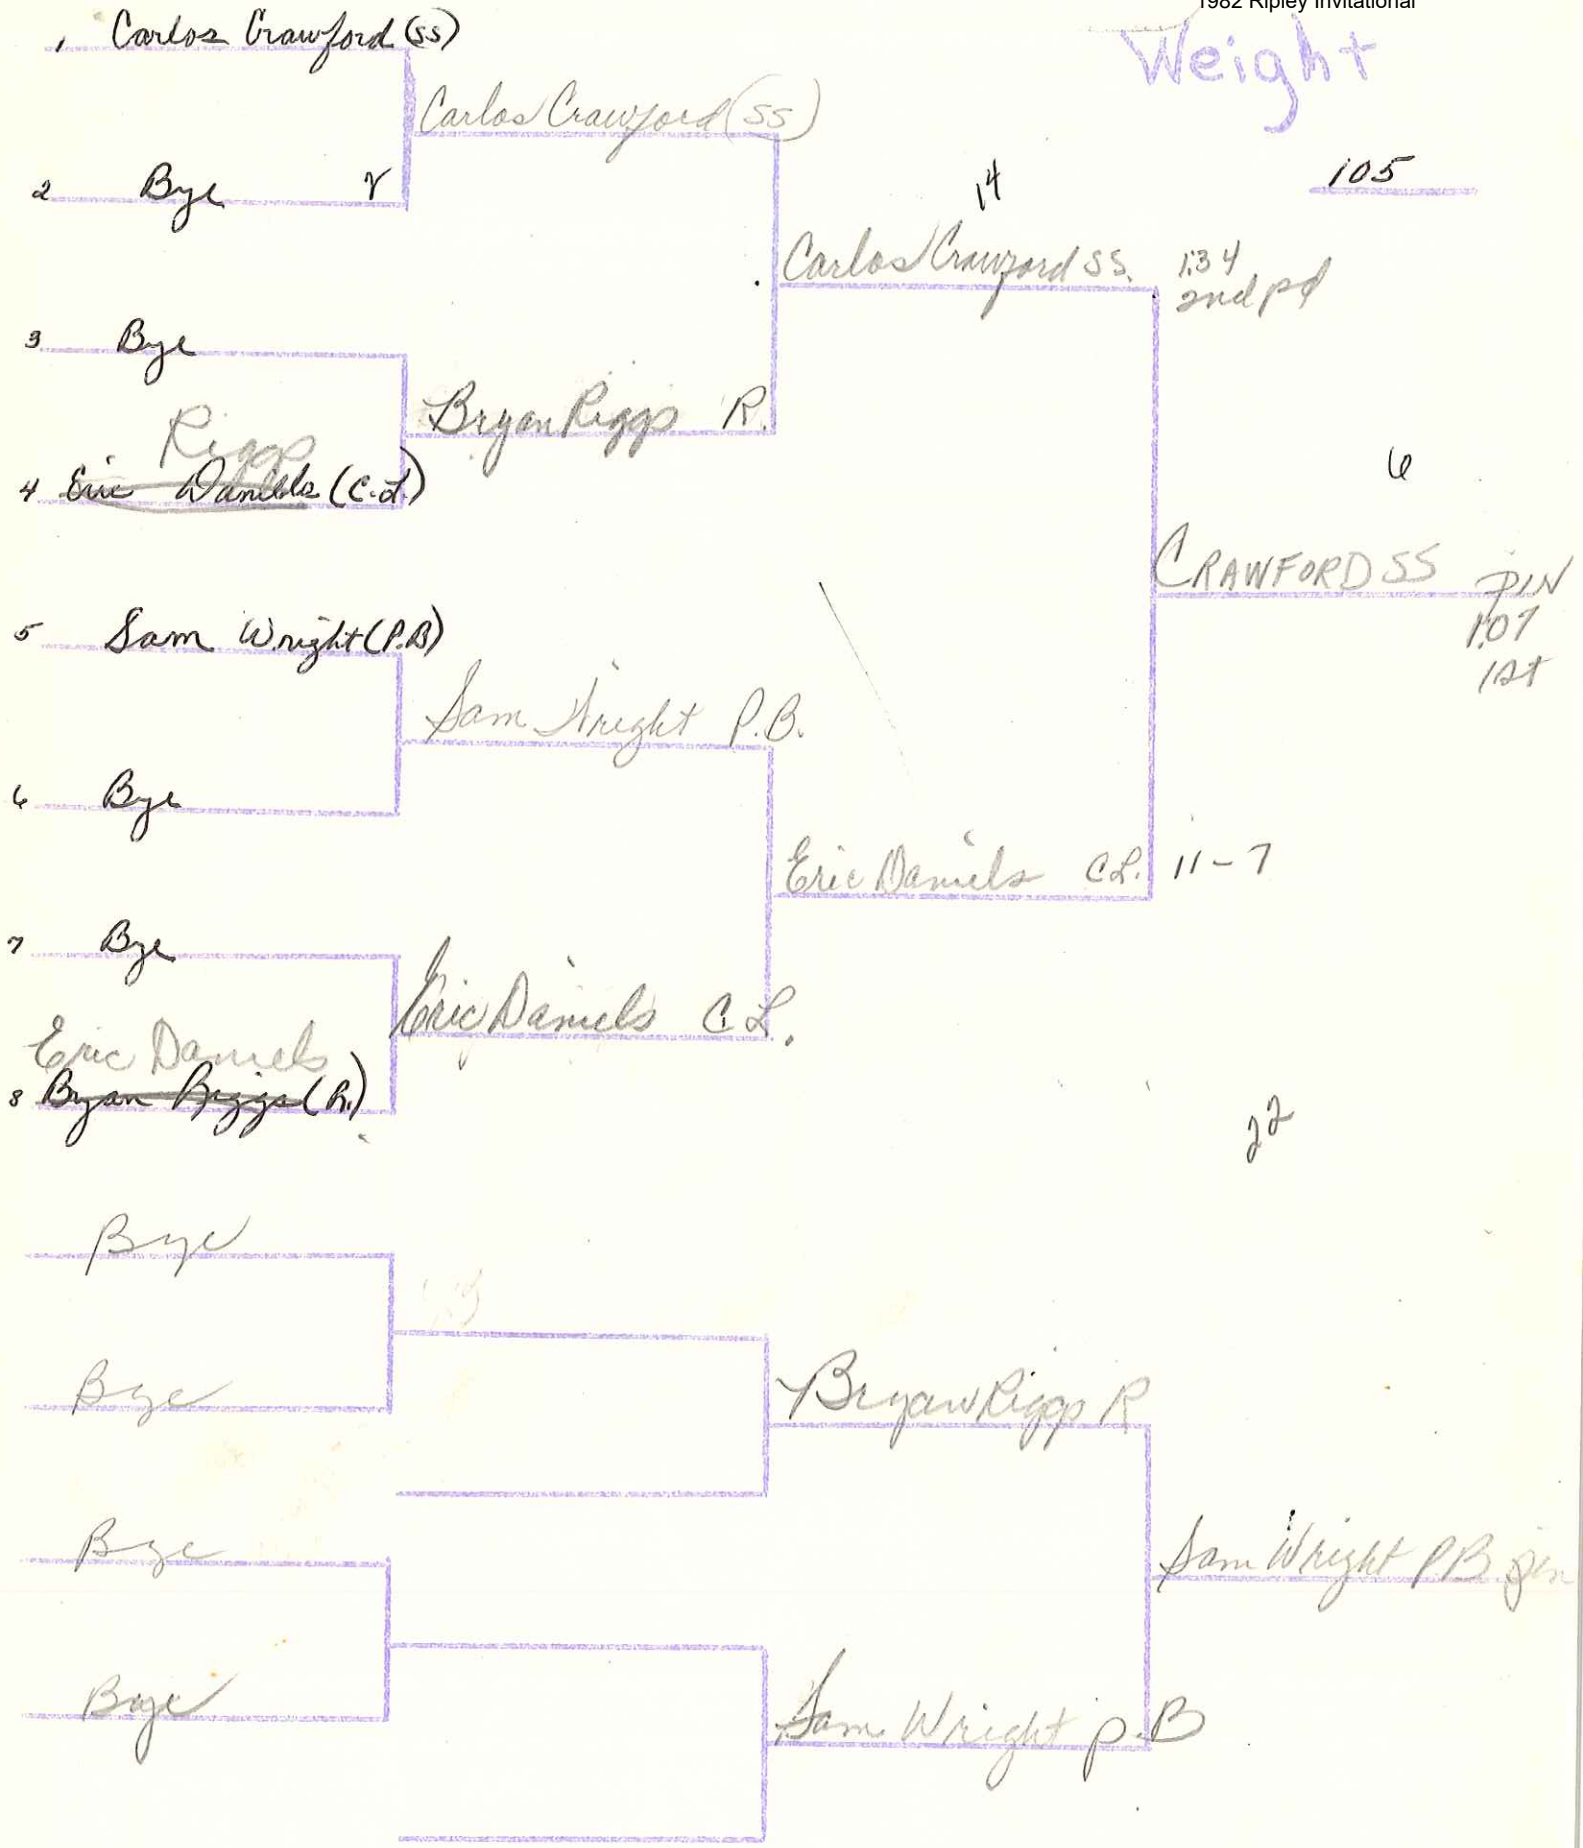 1982 Ripley Invitational
Weight
105
1 Carlos Crawford (SS)
Carlos Crawford (SS)
2 Bye
14
Carlos Crawford SS. 1:34
2nd pd
3 Bye
Bryan Riggs R.
Riggs
4 Eric Daniels (C.L.)
6
CRAWFORD SS PIN
1:07
1st
5 Sam Wright (P.B)
Sam Wright P.B.
6 Bye
Eric Daniels C.L. 11-7
7 Bye
Eric Daniels C.L.
Eric Daniels
8 Bryan Riggs (R.)
22
Bye
Bye
Bryan Riggs R
Bye
Sam Wright P.B. pin
Bye
Sam Wright P.B